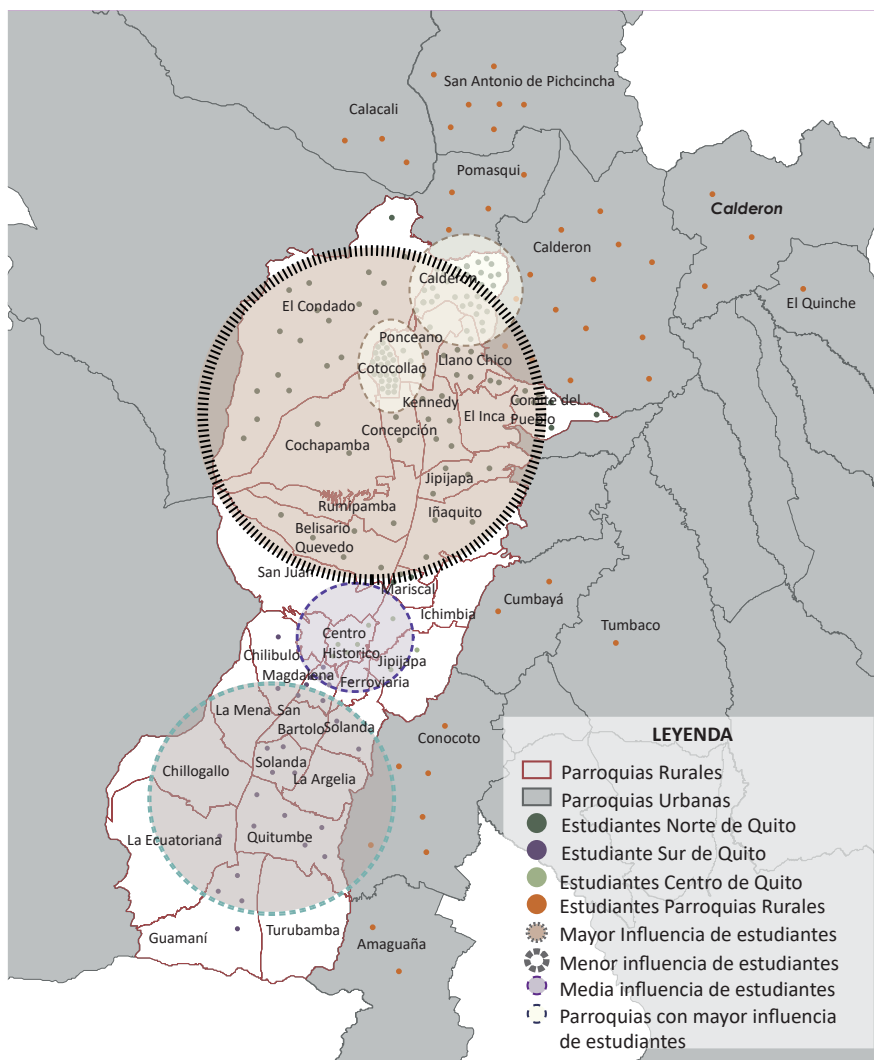 San Antonio de Pichcincha
Calacali
Pomasqui
Calderon
Calderon
El Quinche
Calderon
El Condado
Ponceano
Llano Chico
Cotocollao
Kennedy
Comite del
Pueblo
El Inca
Concepción
Cochapamba
Jipijapa
Rumipamba
Iñaquito
Belisario
Quevedo
San Juan
Mariscal
Cumbayá
Ichimbia
Tumbaco
Centro
Historico
Chilibulo
Jipijapa
Magdalena
Ferroviaria
La Mena
San
Bartolo
Solanda
Conocoto
Solanda
Chillogallo
La Argelia
La Ecuatoriana
Quitumbe
Guamaní
Turubamba
Amaguaña
LEYENDA
Parroquias Rurales
Parroquias Urbanas
Estudiantes Norte de Quito
Estudiante Sur de Quito
Estudiantes Centro de Quito
Estudiantes Parroquias Rurales
Mayor Influencia de estudiantes
Menor influencia de estudiantes
Media influencia de estudiantes
Parroquias con mayor influencia
de estudiantes